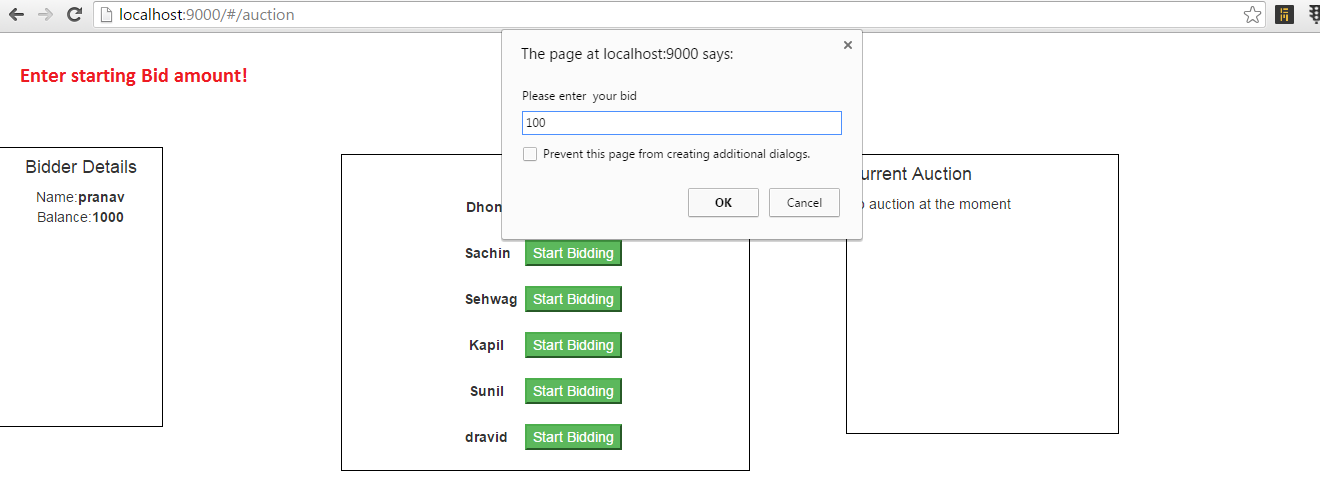 localhost:9000/#/auction
The page at localhost:9000 says:
Enter starting Bid amount!
Please enter your bid
100
Prevent this page from creating additional dialogs.
OK Cancel
Bidder Details
Name:pranav
Balance:1000
Dhon
Sachin Start Bidding
Sehwag Start Bidding
Kapil Start Bidding
Sunil Start Bidding
dravid Start Bidding
urrent Auction
auction at the moment